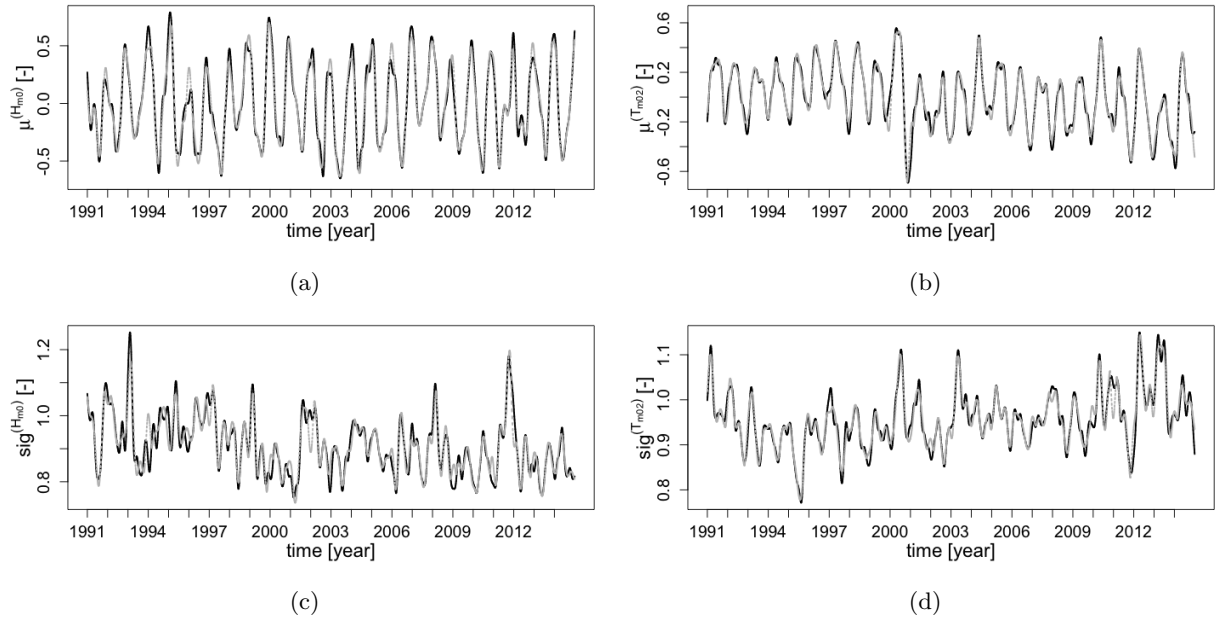 μ(Hm0) [-]
0.5
0.0
-0.5
1991 1994 1997 2000 2003 2006 2009 2012
time [year]
(a)
μ(Tm02) [-]
0.6
0.2
-0.2
-0.6
1991 1994 1997 2000 2003 2006 2009 2012
time [year]
(b)
sig(Hm0) [-]
1.2
1.0
0.8
1991 1994 1997 2000 2003 2006 2009 2012
time [year]
(c)
sig(Tm02) [-]
1.1
1.0
0.9
0.8
1991 1994 1997 2000 2003 2006 2009 2012
time [year]
(d)